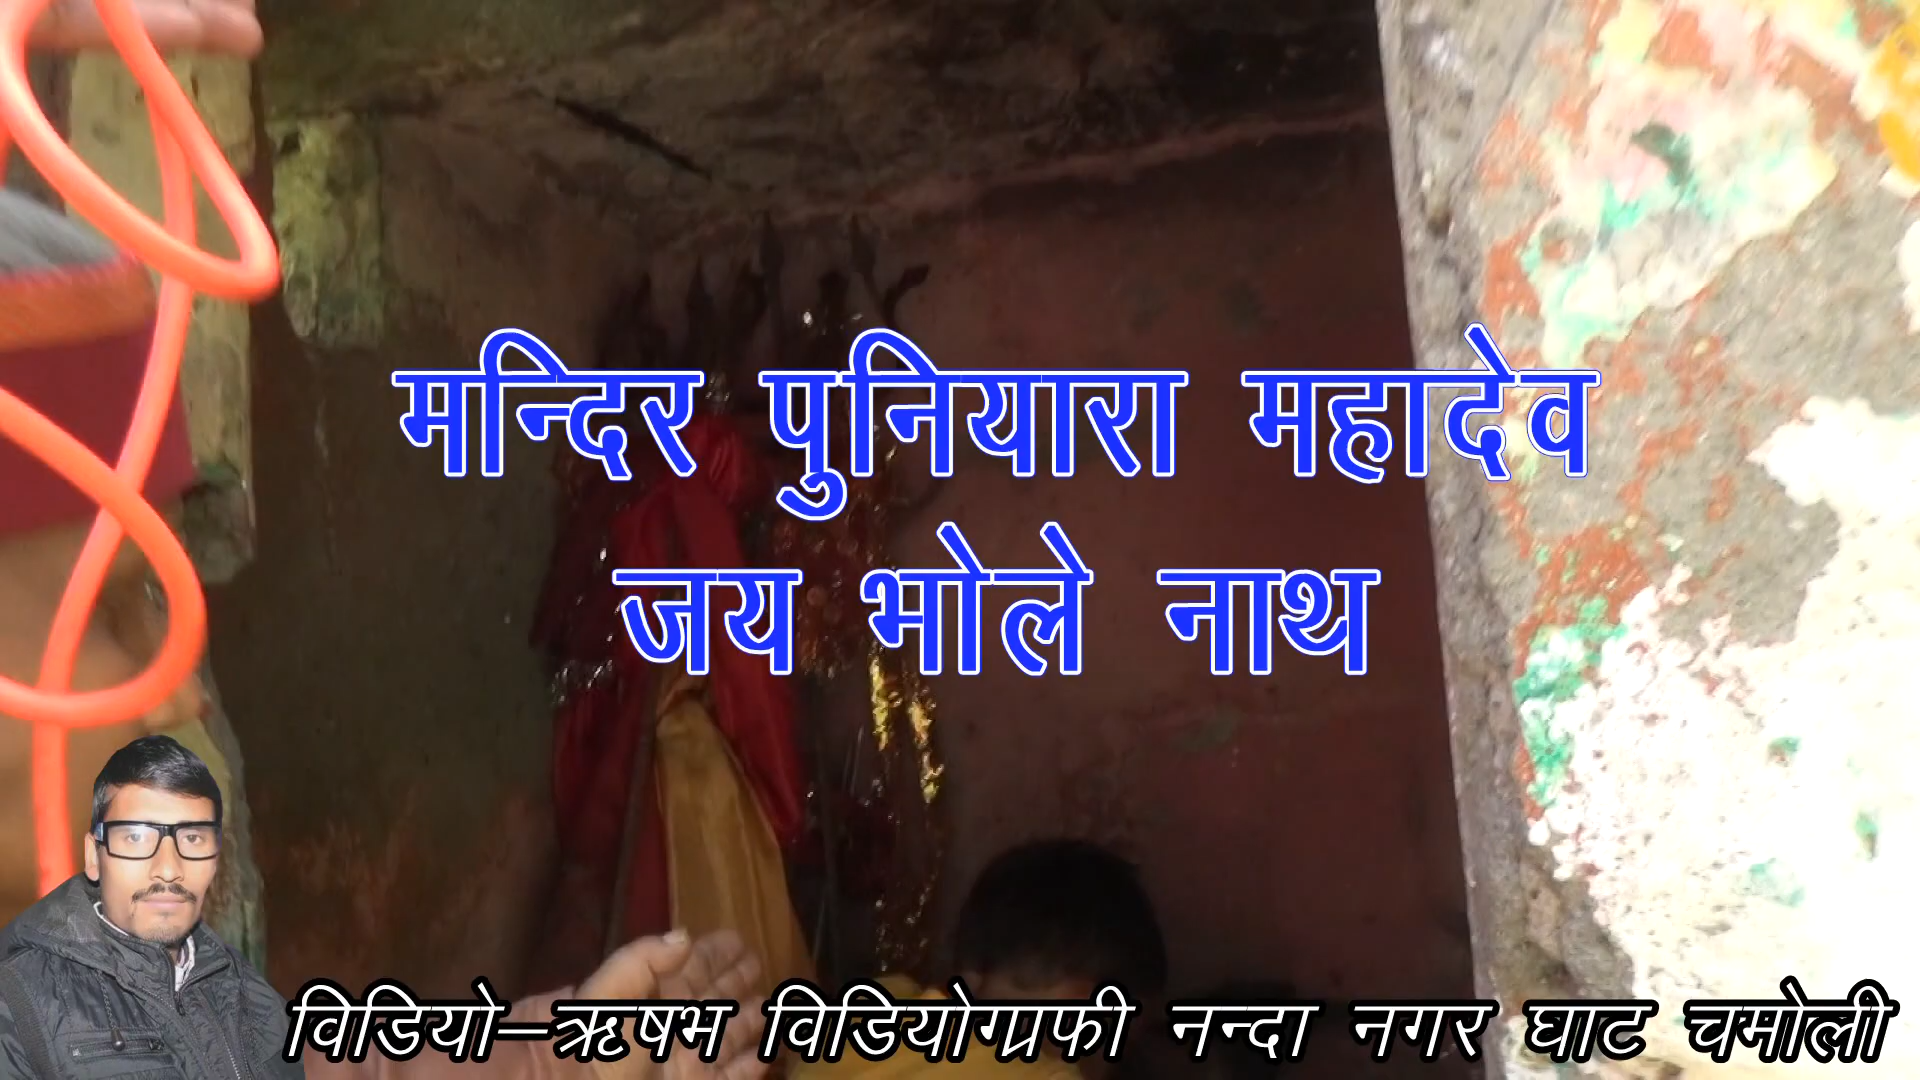 मन्दिर पुनियारा महादेव
जय भोले नाथ
विडियो-ऋषभ विडियोग्प्रफी नन्दा नगर घाट चमोली